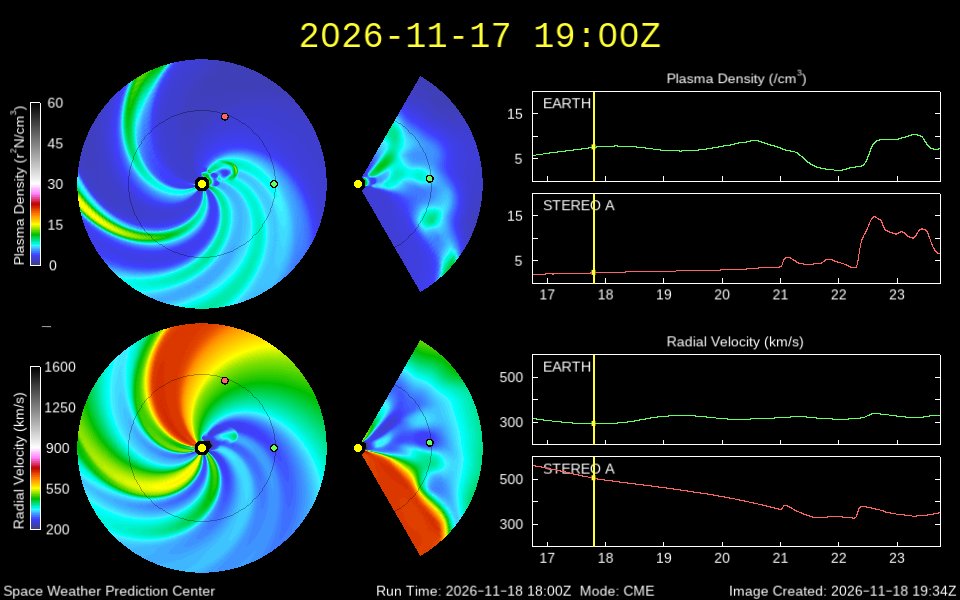 2026-11-17 19:00Z
Plasma Density (r²N/cm³)
60
45
30
15
0
Plasma Density (/cm³)
EARTH
15
5
STEREO A
15
5
17 18 19 20 21 22 23
Radial Velocity (km/s)
1600
1250
900
550
200
Radial Velocity (km/s)
EARTH
500
300
STEREO A
500
300
17 18 19 20 21 22 23
Space Weather Prediction Center
Run Time: 2026-11-18 18:00Z Mode: CME
Image Created: 2026-11-18 19:34Z